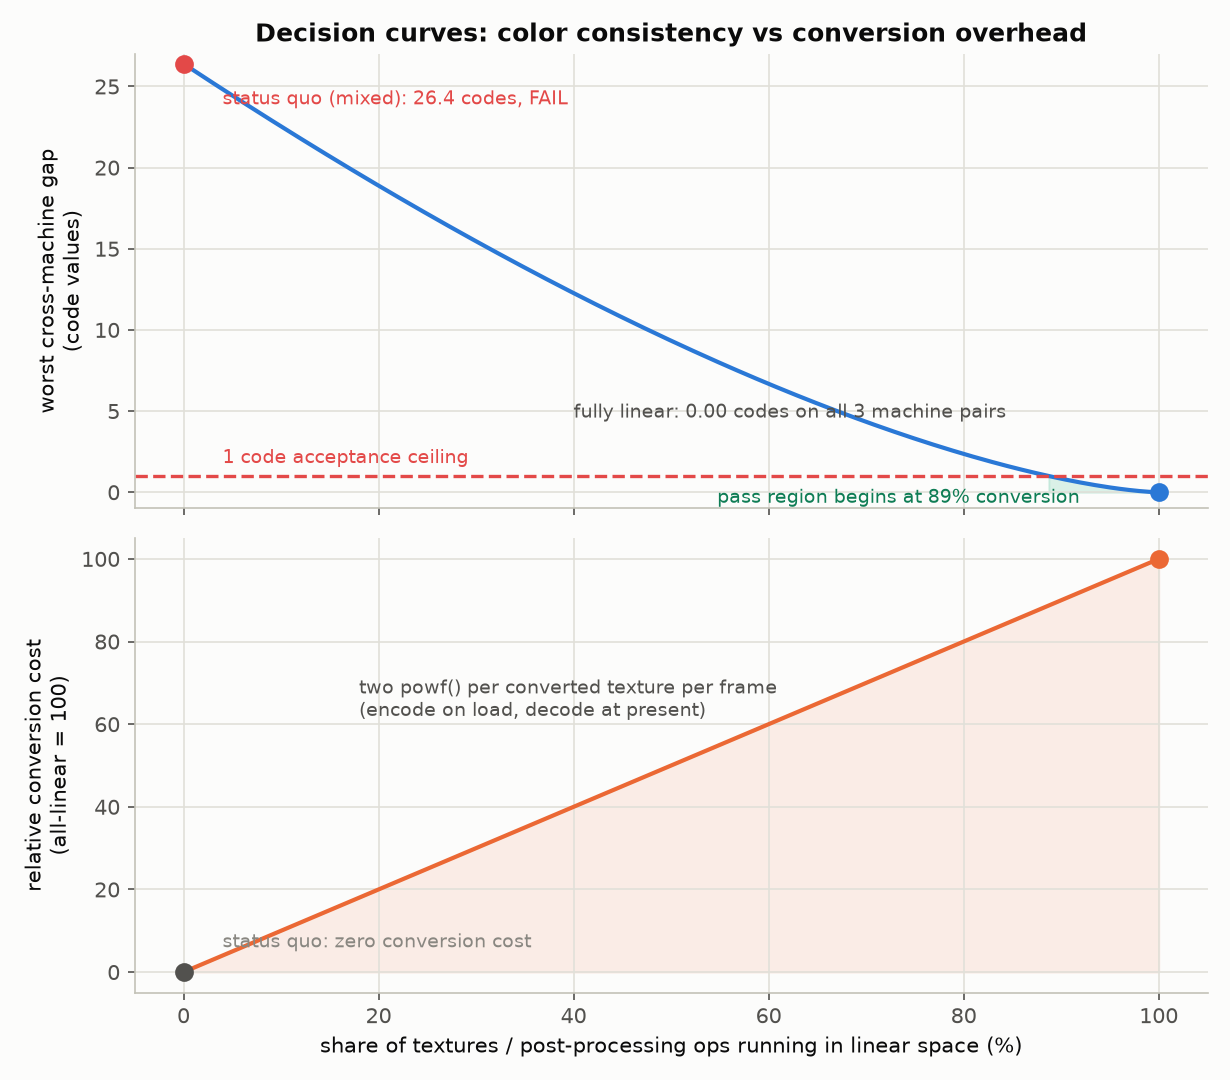 Decision curves: color consistency vs conversion overhead
worst cross-machine gap
(code values)
25
20
15
10
5
0
status quo (mixed): 26.4 codes, FAIL
fully linear: 0.00 codes on all 3 machine pairs
1 code acceptance ceiling
pass region begins at 89% conversion
relative conversion cost
(all-linear = 100)
100
80
60
40
20
0
two powf() per converted texture per frame
(encode on load, decode at present)
status quo: zero conversion cost
0 20 40 60 80 100
share of textures / post-processing ops running in linear space (%)